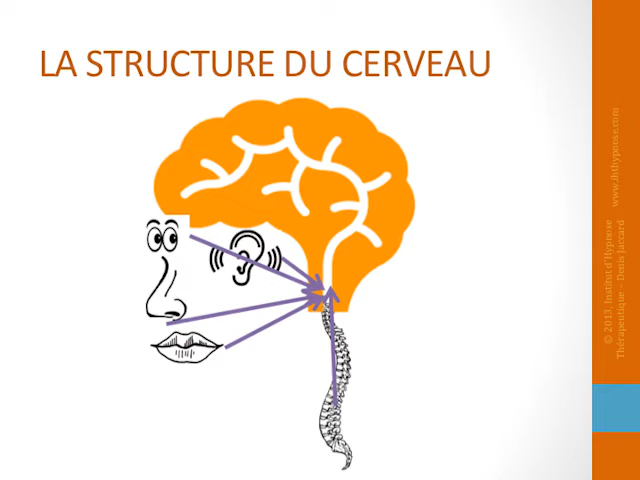 LA STRUCTURE DU CERVEAU
© 2013, Institut d'Hypnose
Thérapeutique – Denis Jaccard
www.ihthypnose.com